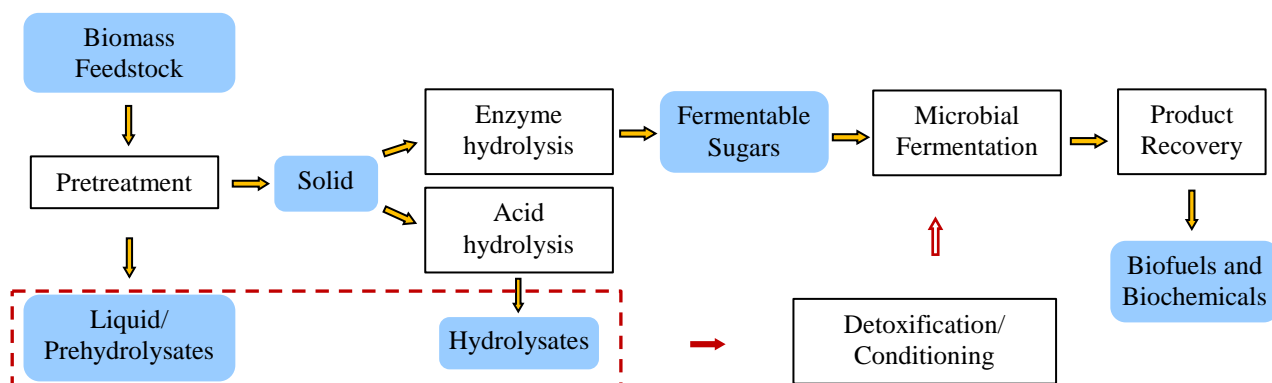 Biomass
Feedstock
Pretreatment
Solid
Enzyme
hydrolysis
Acid
hydrolysis
Fermentable
Sugars
Microbial
Fermentation
Product
Recovery
Liquid/
Prehydrolysates
Hydrolysates
Detoxification/
Conditioning
Biofuels and
Biochemicals